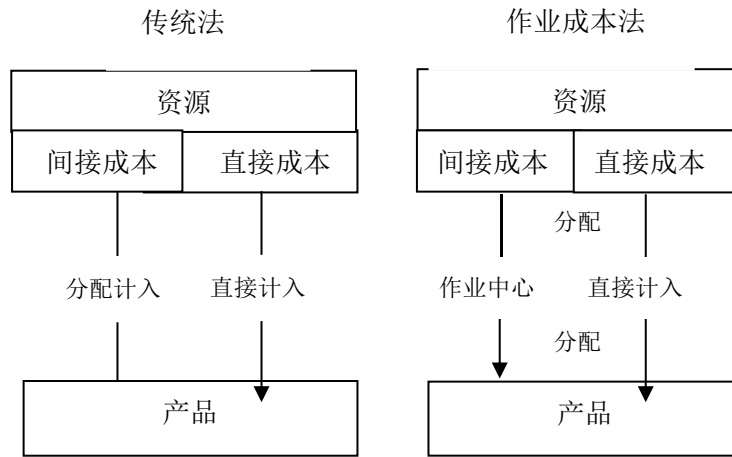 传统法
资源
间接成本 直接成本
分配计入 直接计入
产品
作业成本法
资源
间接成本 直接成本
分配
作业中心 直接计入
分配
产品